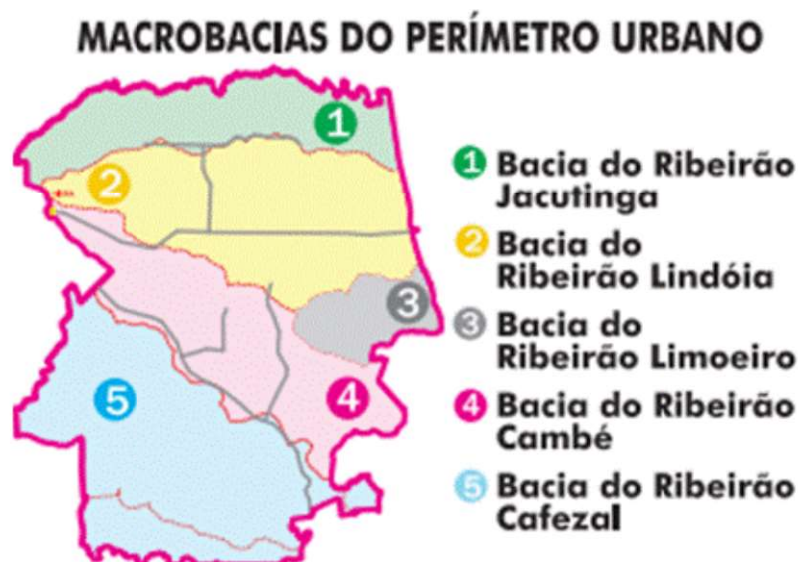 MACROBACIAS DO PERÍMETRO URBANO
1
2
3
4
5
1 Bacia do Ribeirão
Jacutinga
2 Bacia do
Ribeirão Lindóia
3 Bacia do
Ribeirão Limoeiro
4 Bacia do Ribeirão
Cambé
5 Bacia do Ribeirão
Cafezal